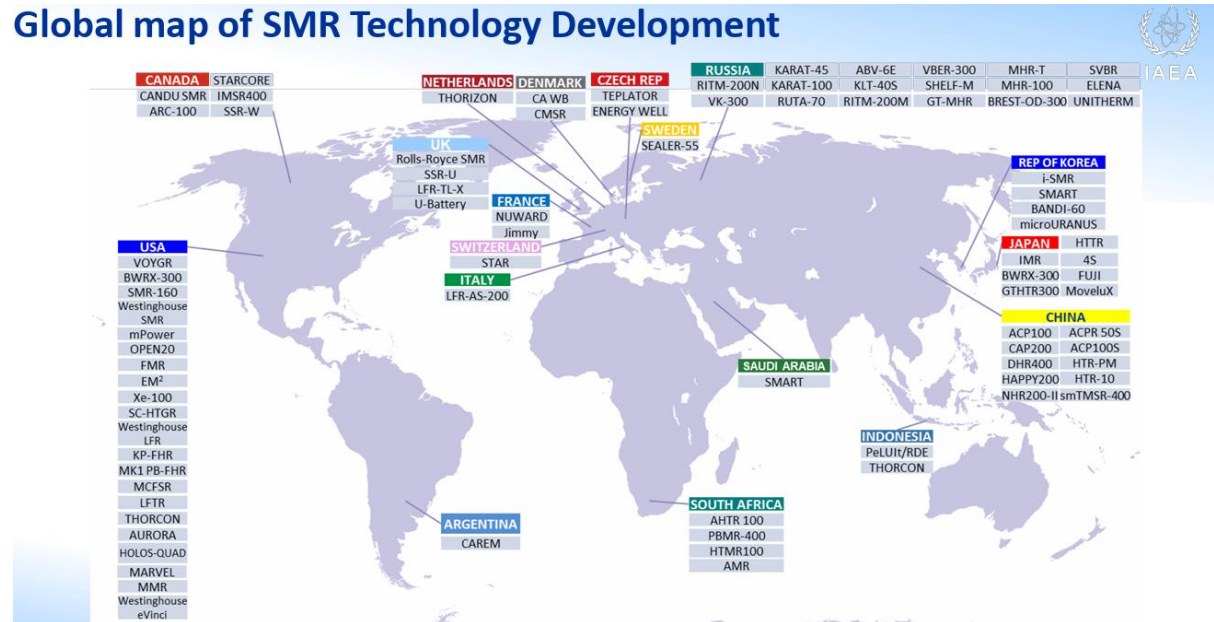 Global map of SMR Technology Development
IAEA
CANADA STARCORE
CANDU SMR IMSR400
ARC-100 SSR-W
NETHERLANDS
THORIZON
DENMARK
CA WB
CMSR
CZECH REP
TEPLATOR
ENERGY WELL
RUSSIA KARAT-45 ABV-6E VBER-300 MHR-T SVBR
RITM-200N KARAT-100 KLT-40S SHELF-M MHR-100 ELENA
VK-300 RUTA-70 RITM-200M GT-MHR BREST-OD-300 UNITHERM
SWEDEN
SEALER-55
UK
Rolls-Royce SMR
SSR-U
LFR-TL-X
U-Battery
FRANCE
NUWARD
Jimmy
SWITZERLAND
STAR
ITALY
LFR-AS-200
REP OF KOREA
i-SMR
SMART
BANDI-60
microURANUS
JAPAN HTTR
IMR 4S
BWRX-300 FUJI
GTHTR300 MoveluX
CHINA
ACP100 ACPR 50S
CAP200 ACP100S
DHR400 HTR-PM
HAPPY200 HTR-10
NHR200-II smTMSR-400
USA
VOYGR
BWRX-300
SMR-160
Westinghouse
SMR
mPower
OPEN20
FMR
EM²
Xe-100
SC-HTGR
Westinghouse
LFR
KP-FHR
MK1 PB-FHR
MCFSR
LFTR
THORCON
AURORA
HOLOS-QUAD
MARVEL
MMR
Westinghouse
eVinci
SAUDI ARABIA
SMART
INDONESIA
PeLUIt/RDE
THORCON
ARGENTINA
CAREM
SOUTH AFRICA
AHTR 100
PBMR-400
HTMR100
AMR